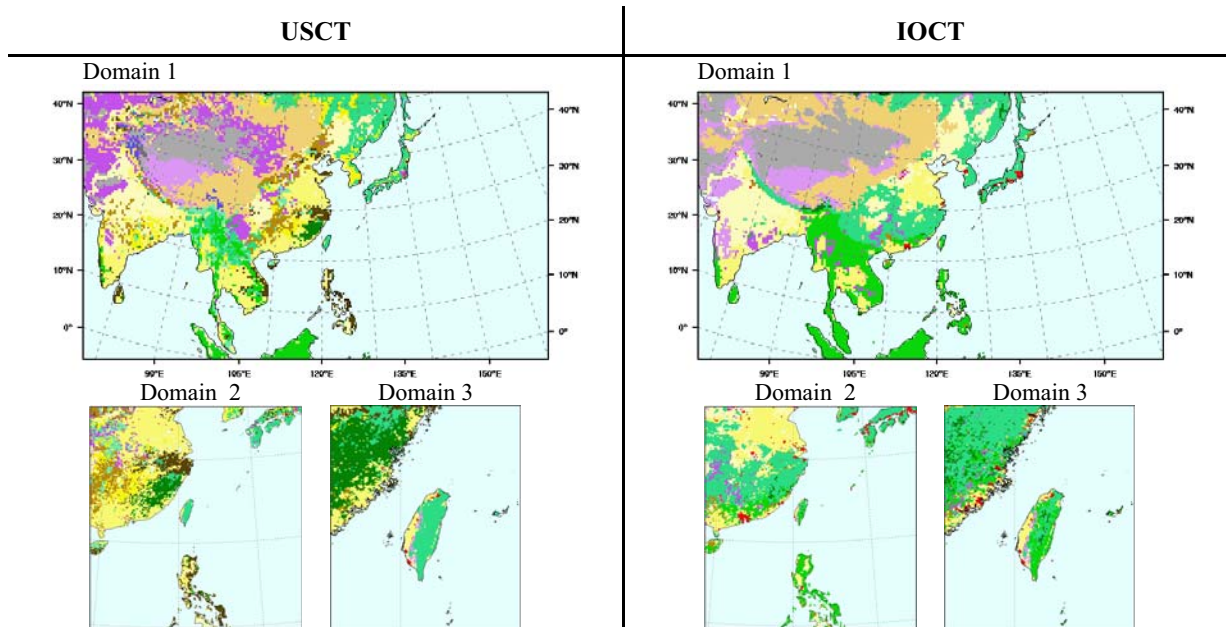 USCT IOCT
Domain 1 Domain 1
40°N 40°N 40°N 40°N
30°N 30°N 30°N 30°N
20°N 20°N 20°N 20°N
10°N 10°N 10°N 10°N
0° 0° 0° 0°
90°E 105°E 120°E 135°E 150°E 90°E 105°E 120°E 135°E 150°E
Domain 2 Domain 3 Domain 2 Domain 3